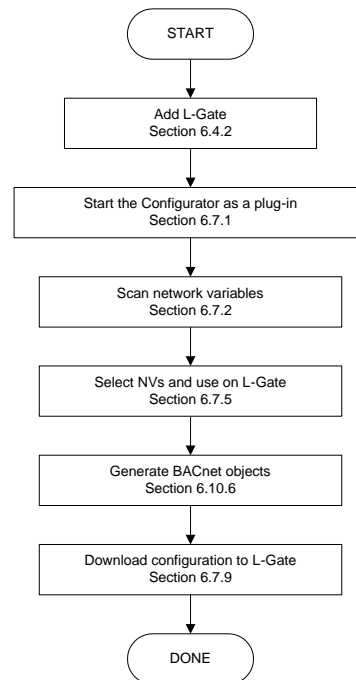 START
Add L-Gate
Section 6.4.2
Start the Configurator as a plug-in
Section 6.7.1
Scan network variables
Section 6.7.2
Select NVs and use on L-Gate
Section 6.7.5
Generate BACnet objects
Section 6.10.6
Download configuration to L-Gate
Section 6.7.9
DONE